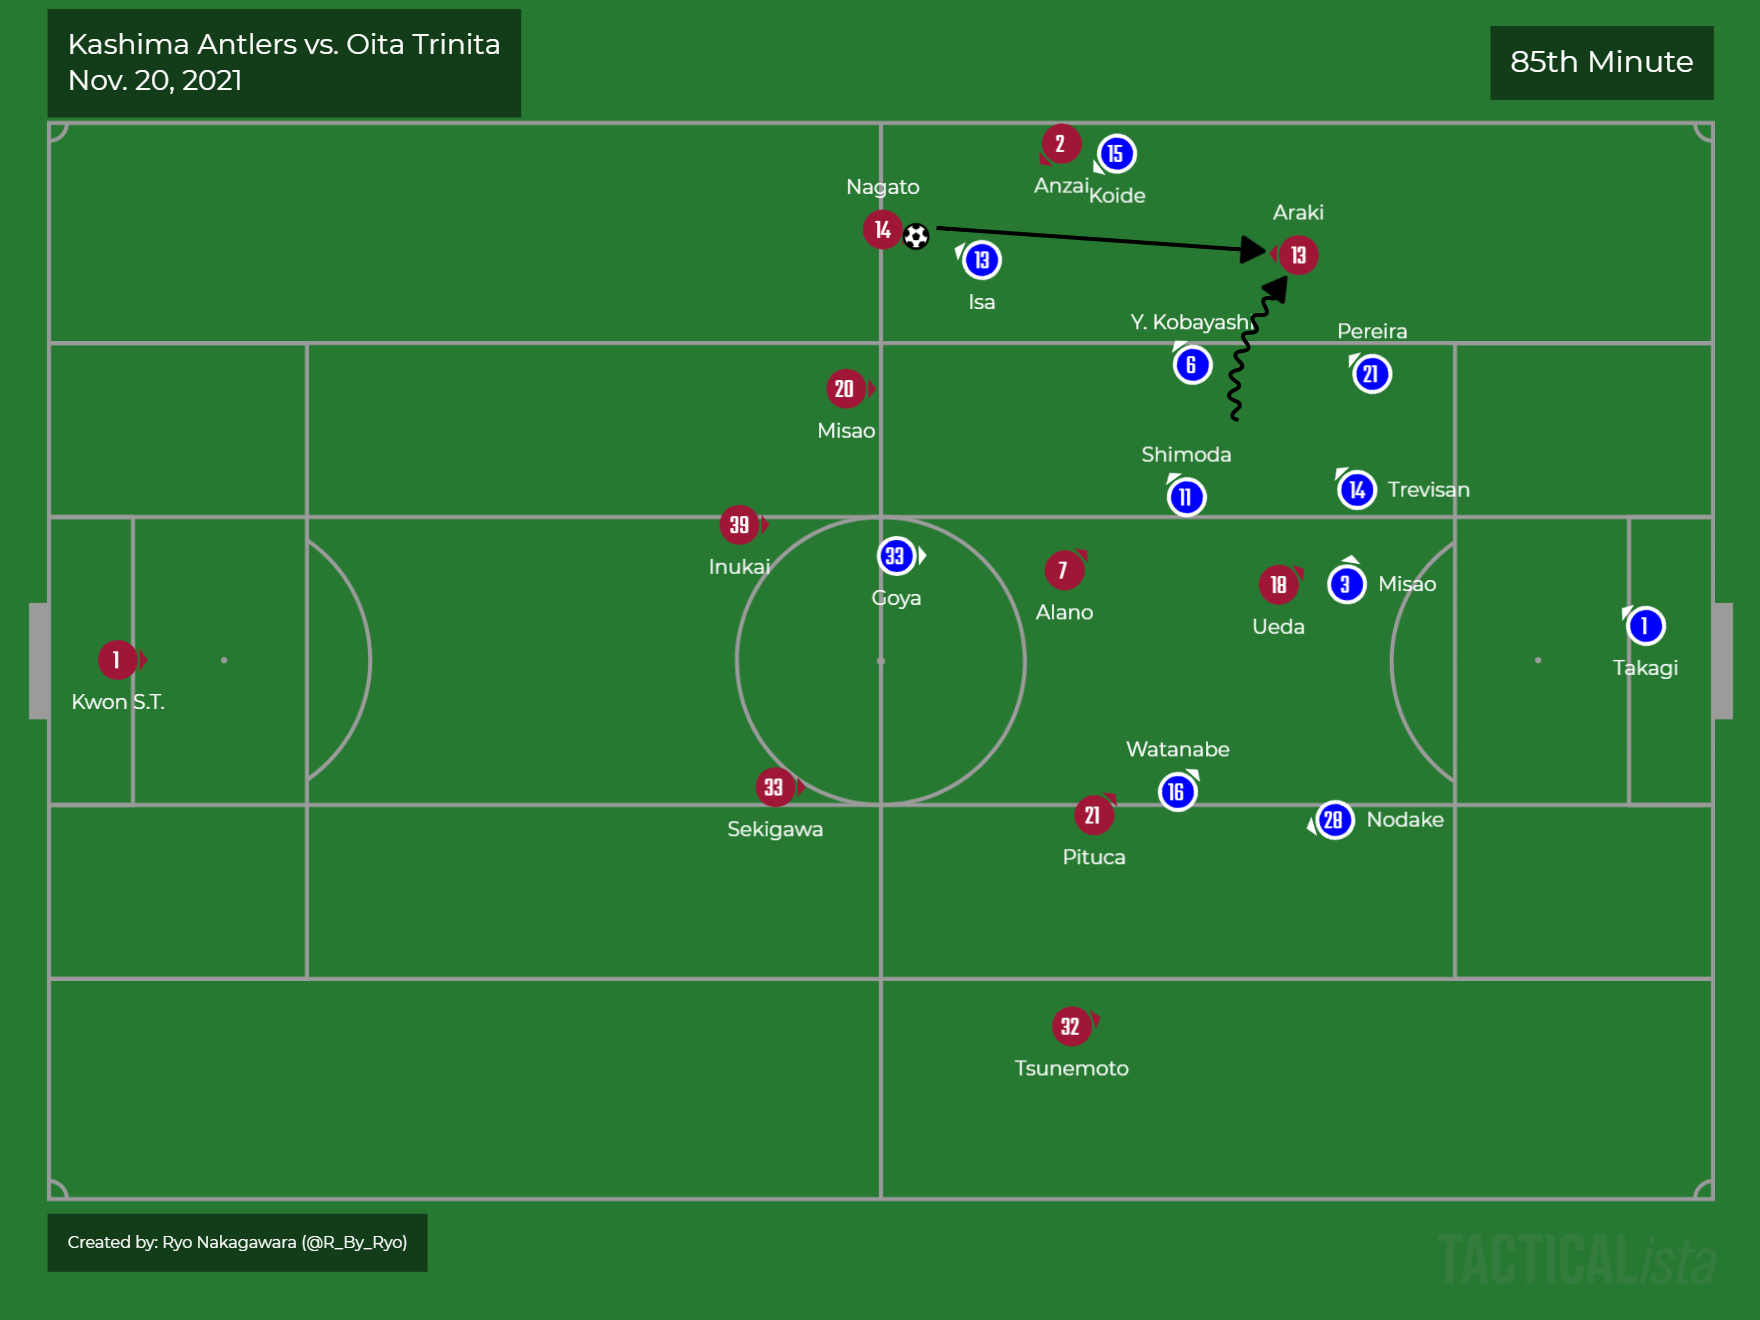 Kashima Antlers vs. Oita Trinita
Nov. 20, 2021
85th Minute
2
15
Anzai
Koide
Nagato
14
Araki
13
13
Isa
Y. Kobayashi
6
Pereira
21
20
Misao
Shimoda
11
14
Trevisan
39
Inukai
33
Goya
7
Alano
18
Ueda
3
Misao
1
Takagi
1
Kwon S.T.
Watanabe
16
33
Sekigawa
21
Pituca
28
Nodake
32
Tsunemoto
Created by: Ryo Nakagawara (@R_By_Ryo)
TACTICALista